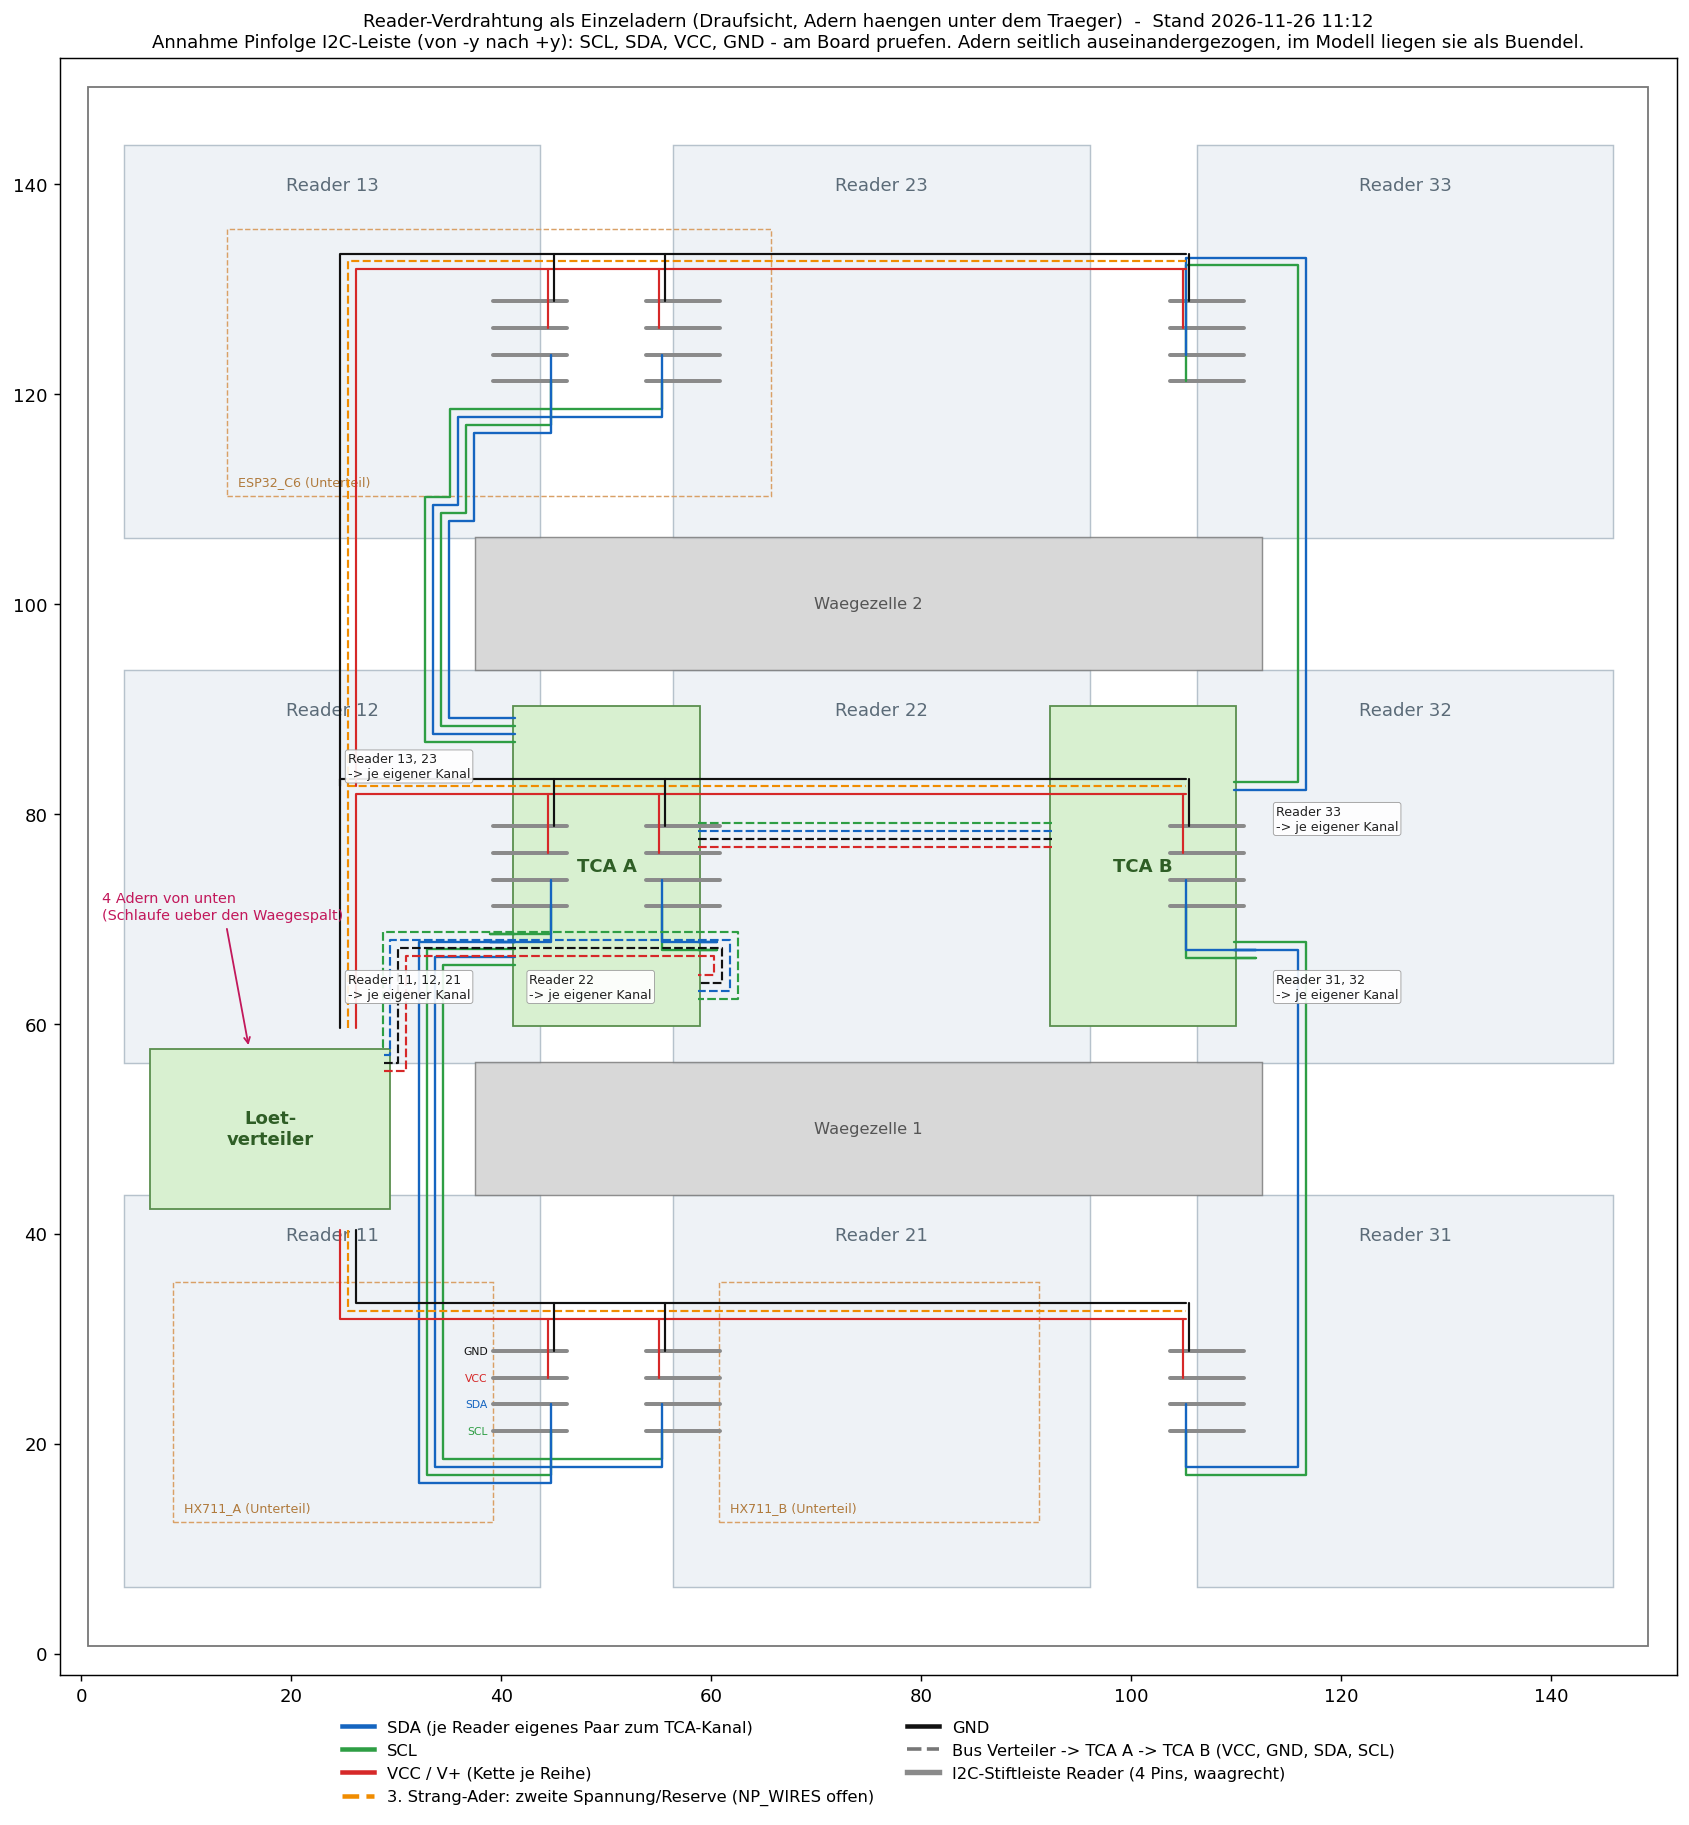 Reader-Verdrahtung als Einzeladern (Draufsicht, Adern haengen unter dem Traeger)  -  Stand 2026-11-26 11:12
Annahme Pinfolge I2C-Leiste (von -y nach +y): SCL, SDA, VCC, GND - am Board pruefen. Adern seitlich auseinandergezogen, im Modell liegen sie als Buendel.
140
120
100
80
60
40
20
0
Reader 13
Reader 23
Reader 33
ESP32_C6 (Unterteil)
Waegezelle 2
Reader 12
Reader 22
Reader 32
Reader 13, 23
-> je eigener Kanal
Reader 33
-> je eigener Kanal
TCA A
TCA B
4 Adern von unten
(Schlaufe ueber den Waegespalt)
Reader 11, 12, 21
-> je eigener Kanal
Reader 22
-> je eigener Kanal
Reader 31, 32
-> je eigener Kanal
Loet-
verteiler
Waegezelle 1
Reader 11
Reader 21
Reader 31
GND
VCC
SDA
SCL
HX711_A (Unterteil)
HX711_B (Unterteil)
0
20
40
60
80
100
120
140
SDA (je Reader eigenes Paar zum TCA-Kanal)
SCL
VCC / V+ (Kette je Reihe)
3. Strang-Ader: zweite Spannung/Reserve (NP_WIRES offen)
GND
Bus Verteiler -> TCA A -> TCA B (VCC, GND, SDA, SCL)
I2C-Stiftleiste Reader (4 Pins, waagrecht)